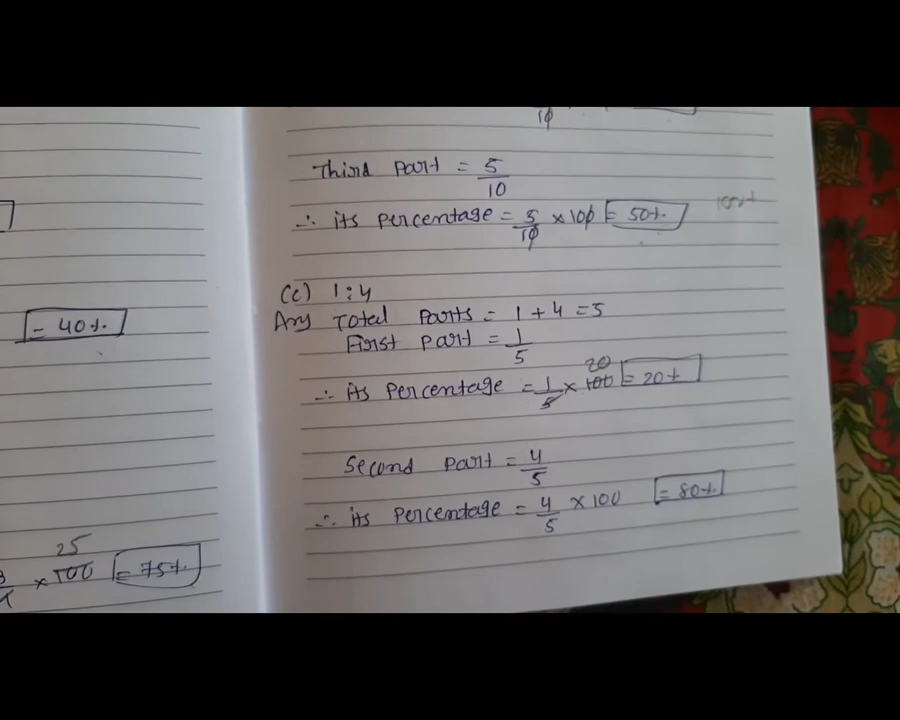 = 40%
25
× 100 = 75%
10
Third Part = 5/10
∴ its percentage = 5/10 × 100 = 50%
(c) 1:4
Ans Total Parts = 1 + 4 = 5
First Part = 1/5
20
∴ its Percentage = 1/5 × 100 = 20%
Second Part = 4/5
∴ its Percentage = 4/5 × 100 = 80%